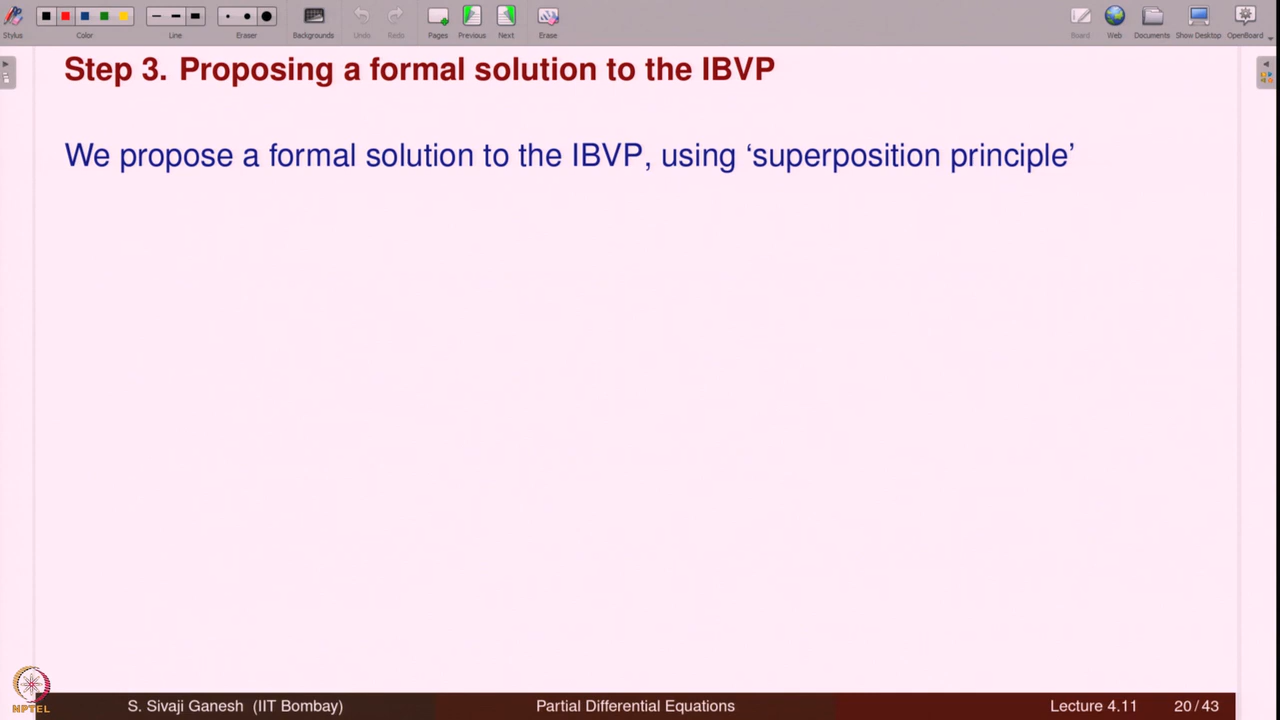 Stylus
Color
Line
Eraser
Backgrounds
Undo
Redo
Pages
Previous
Next
Erase
Board
Web
Documents
Show Desktop
OpenBoard
Step 3. Proposing a formal solution to the IBVP
We propose a formal solution to the IBVP, using ‘superposition principle’
NPTEL
S. Sivaji Ganesh (IIT Bombay)
Partial Differential Equations
Lecture 4.11
20/43